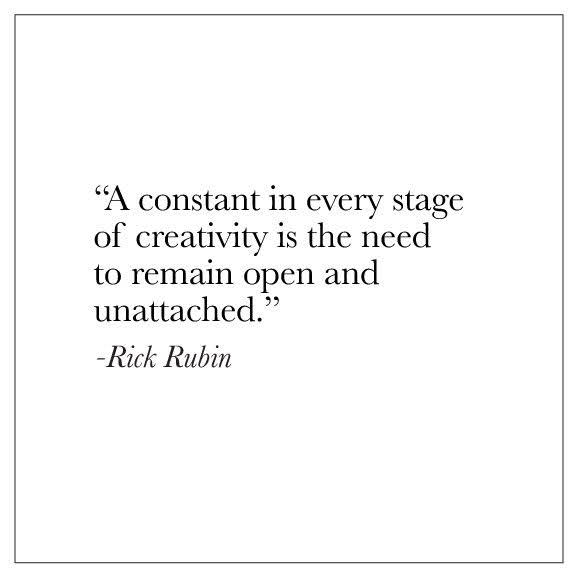 “A constant in every stage
of creativity is the need
to remain open and
unattached.”
-Rick Rubin